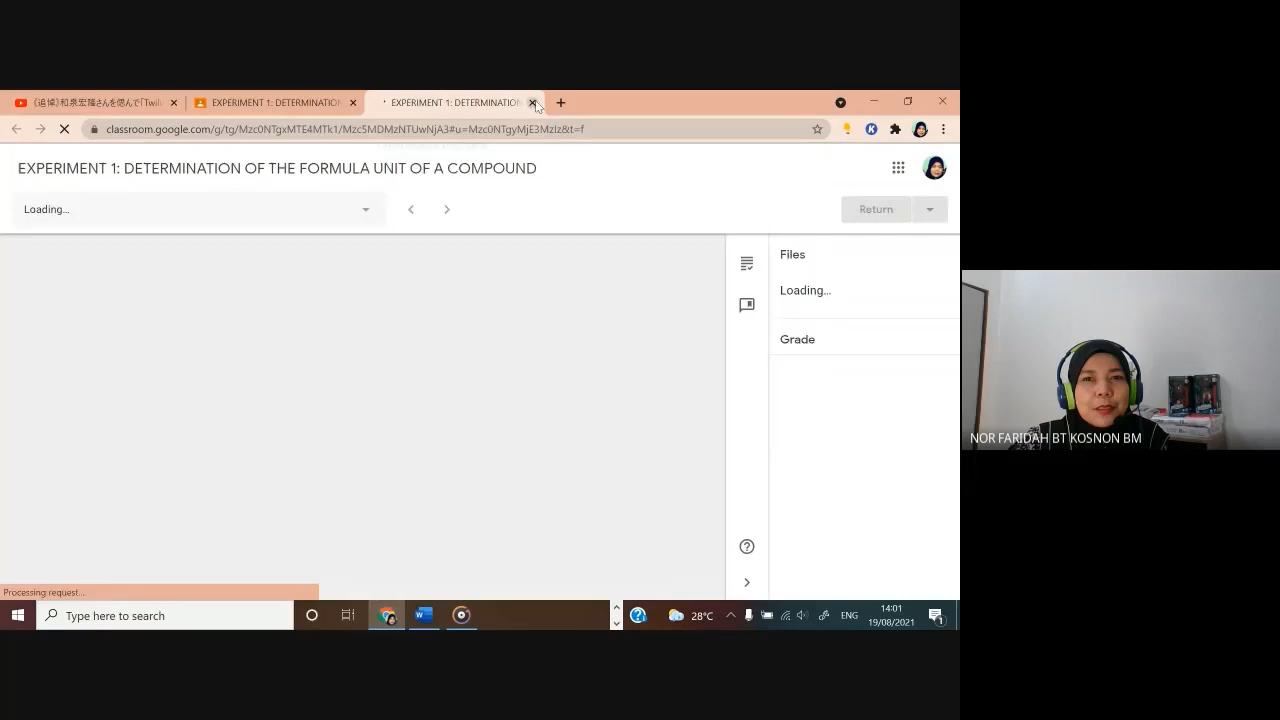 《追悼》和泉宏隆さんを偲んで「Twil
EXPERIMENT 1: DETERMINATION
EXPERIMENT 1: DETERMINATION
classroom.google.com/g/tg/Mzc0NTgxMTE4MTk1/Mzc5MDMzNTUwNjA3#u=Mzc0NTgyMjE3MzIz&t=f
EXPERIMENT 1: DETERMINATION OF THE FORMULA UNIT OF A COMPOUND
Loading...
Return
Files
Loading...
Grade
NOR FARIDAH BT KOSNON BM
Processing request...
Type here to search
28°C
ENG
14:01
19/08/2021
1